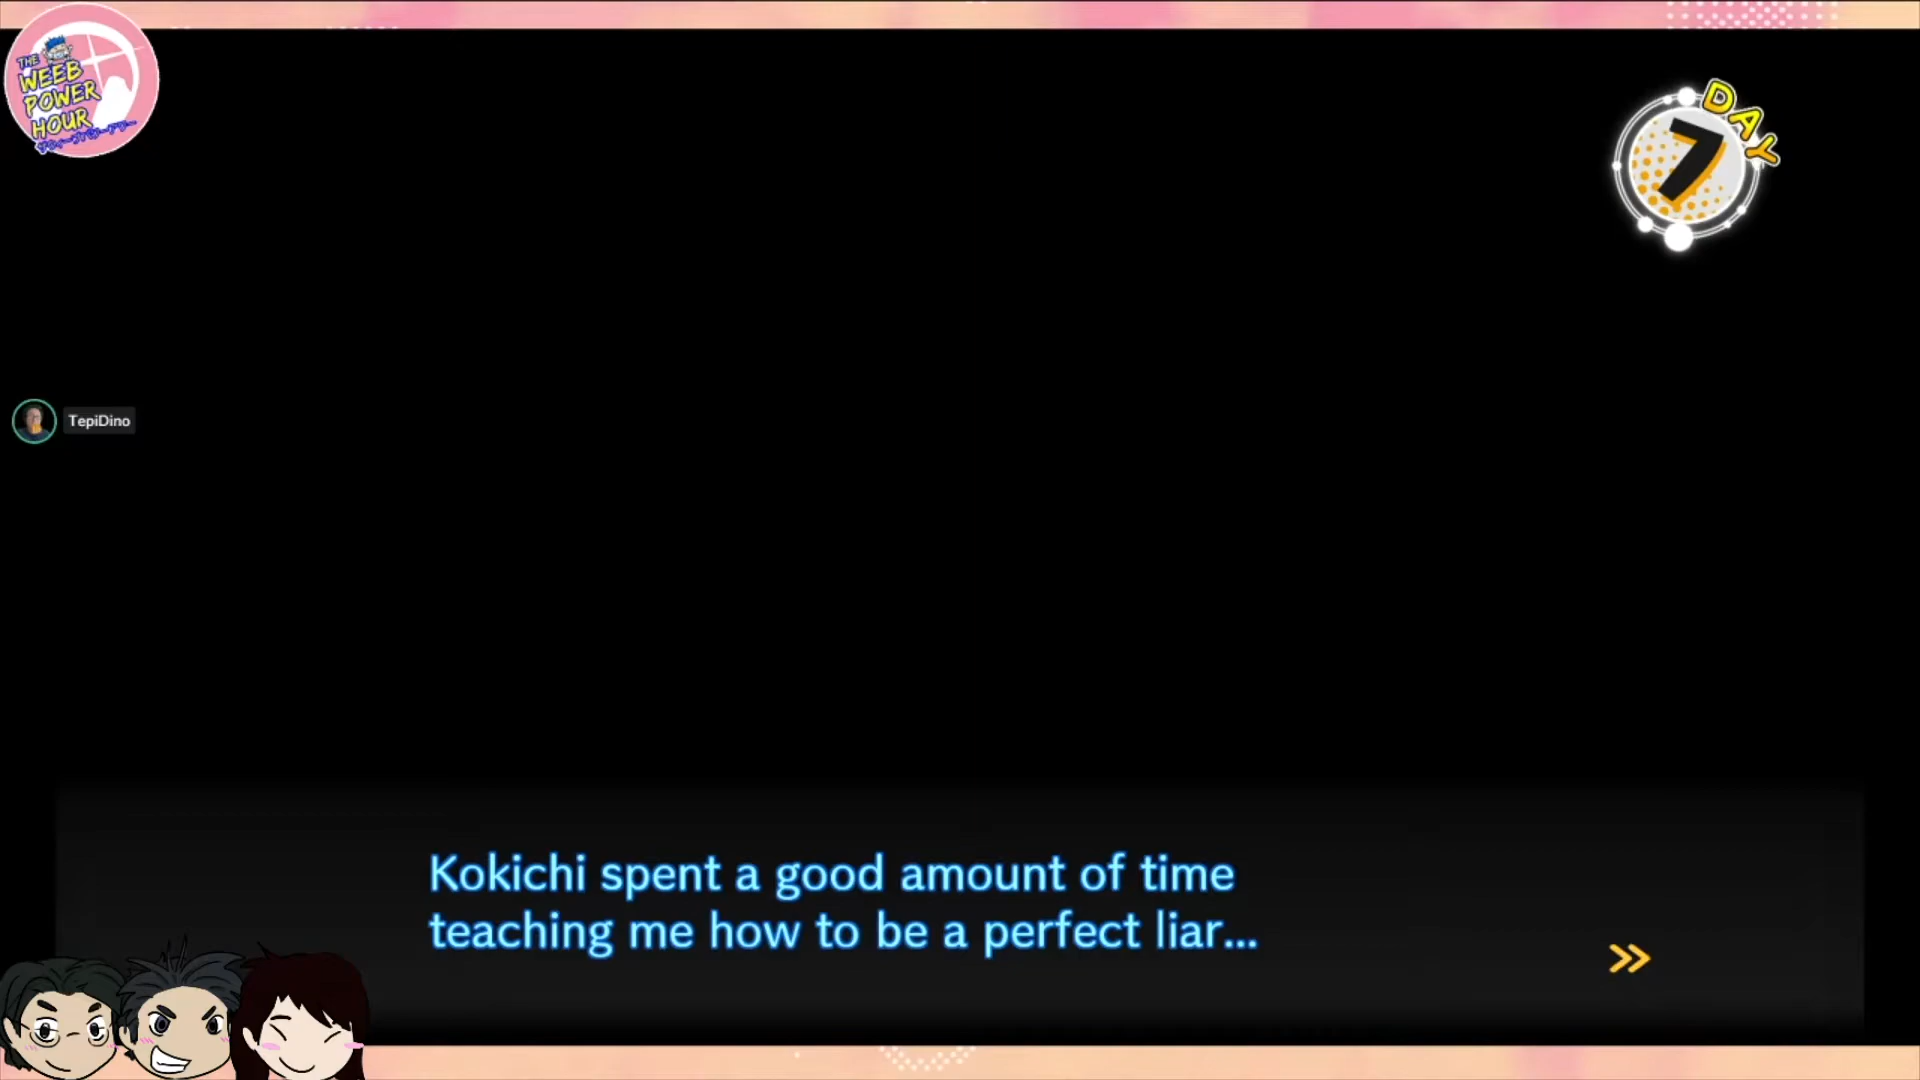 THE
WEEB
POWER
HOUR
DAY
7
TepiDino
Kokichi spent a good amount of time
teaching me how to be a perfect liar...